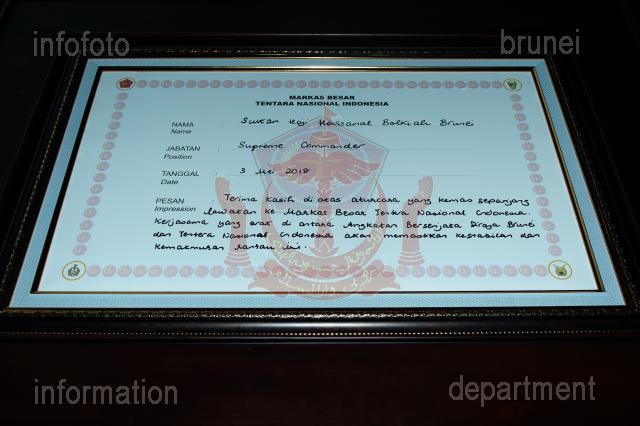 infofoto brunei
MARKAS BESAR
TENTARA NASIONAL INDONESIA
NAMA : Sultan Haji Hassanal Bolkiah Brunei
Name
JABATAN : Supreme Commander
Position
TANGGAL : 3 Mei 2018
Date
PESAN : Terima kasih di atas aturcara yang kemas sepanjang
Impression lawatan ke Markas Besar Tentera Nasional Indonesia.
Kerjasama yang erat di antara Angkatan Bersenjata Diraja Brunei
dan Tentera Nasional Indonesia akan memastikan kestabilan dan
kemakmuran rantau ini.
information department